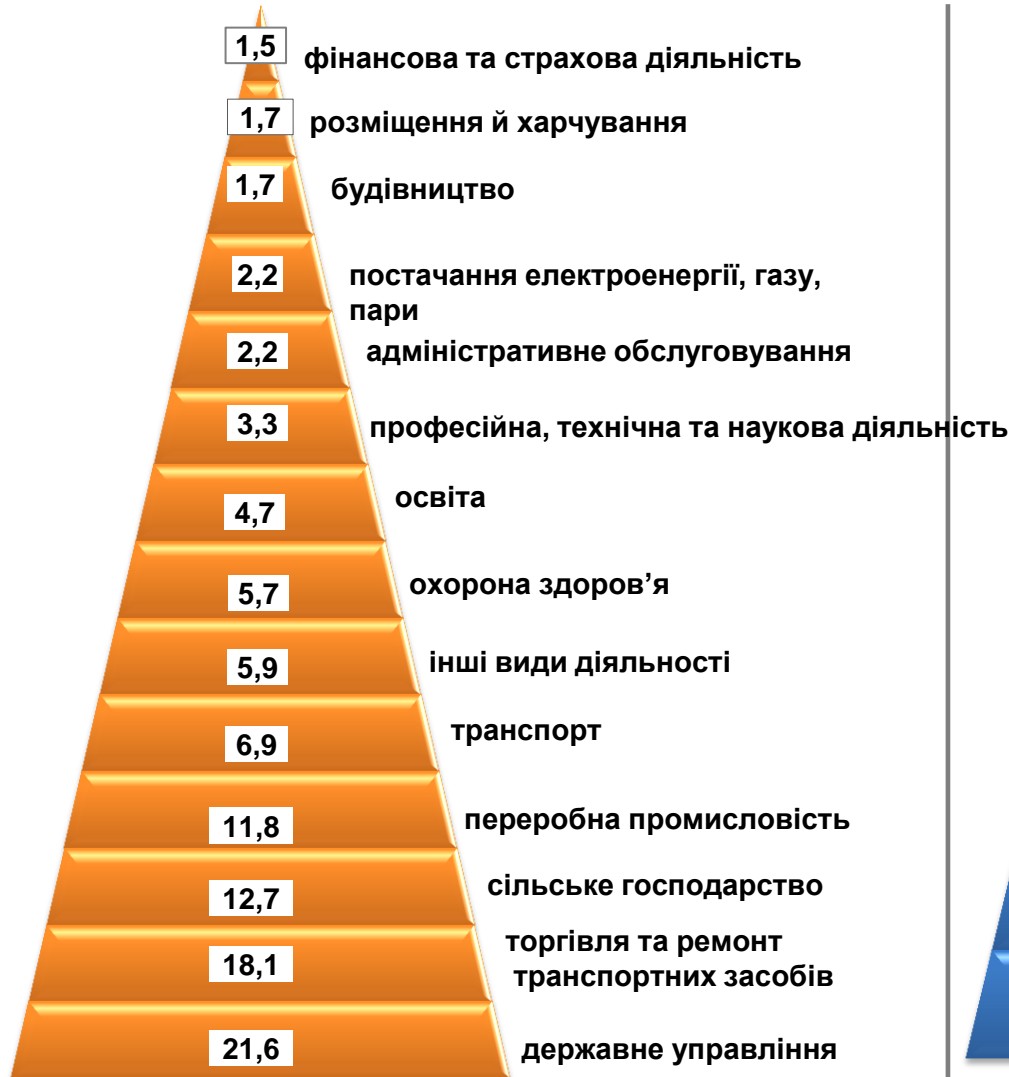 1,5 фінансова та страхова діяльність
1,7 розміщення й харчування
1,7 будівництво
2,2 постачання електроенергії, газу,
пари
2,2 адміністративне обслуговування
3,3 професійна, технічна та наукова діяльність
4,7 освіта
5,7 охорона здоров’я
5,9 інші види діяльності
6,9 транспорт
11,8 переробна промисловість
12,7 сільське господарство
18,1 торгівля та ремонт
транспортних засобів
21,6 державне управління